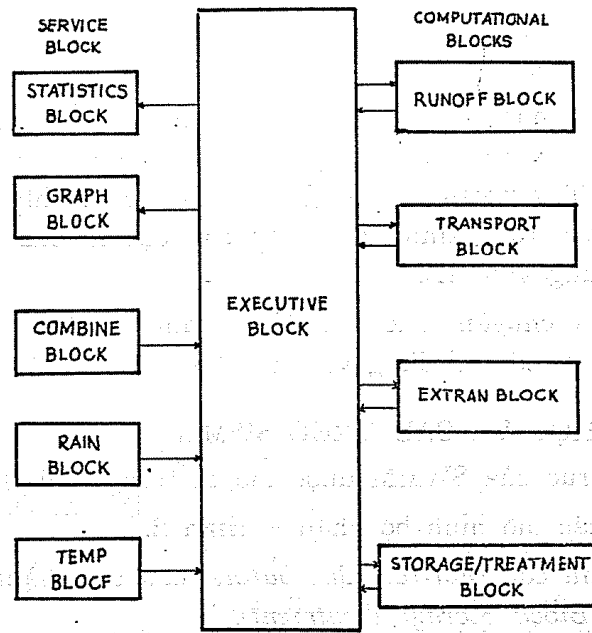 SERVICE
BLOCK
STATISTICS
BLOCK
GRAPH
BLOCK
COMBINE
BLOCK
RAIN
BLOCK
TEMP
BLOCF
EXECUTIVE
BLOCK
COMPUTATIONAL
BLOCKS
RUNOFF BLOCK
TRANSPORT
BLOCK
EXTRAN BLOCK
STORAGE/TREATMENT
BLOCK